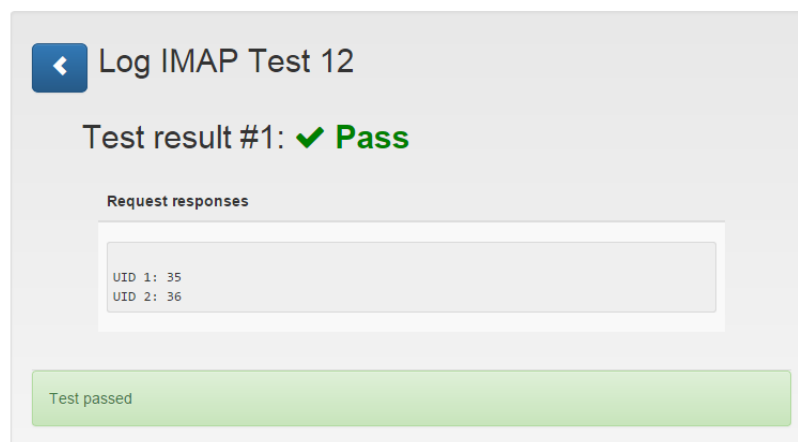 Log IMAP Test 12
Test result #1: Pass
Request responses
UID 1: 35
UID 2: 36
Test passed